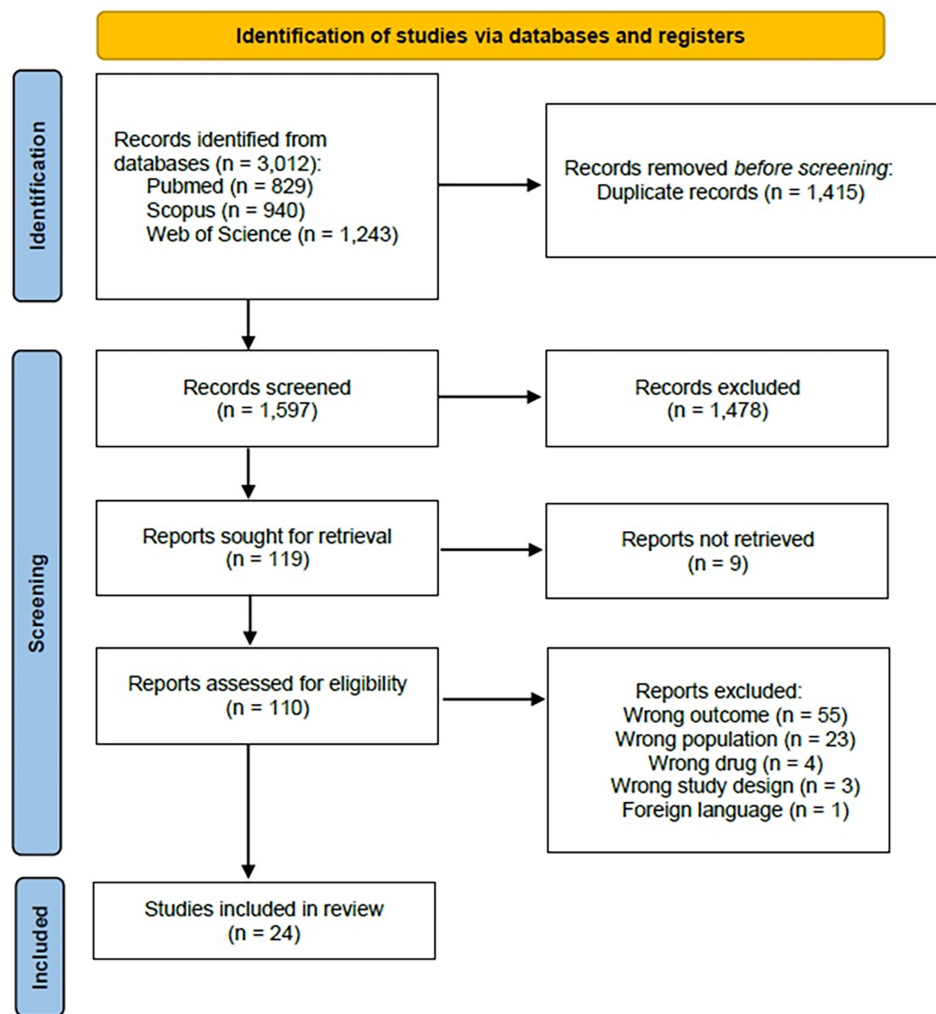 Identification of studies via databases and registers
Identification
Records identified from
databases (n = 3,012):
Pubmed (n = 829)
Scopus (n = 940)
Web of Science (n = 1,243)
Records removed before screening:
Duplicate records (n = 1,415)
Screening
Records screened
(n = 1,597)
Records excluded
(n = 1,478)
Reports sought for retrieval
(n = 119)
Reports not retrieved
(n = 9)
Reports assessed for eligibility
(n = 110)
Reports excluded:
Wrong outcome (n = 55)
Wrong population (n = 23)
Wrong drug (n = 4)
Wrong study design (n = 3)
Foreign language (n = 1)
Included
Studies included in review
(n = 24)